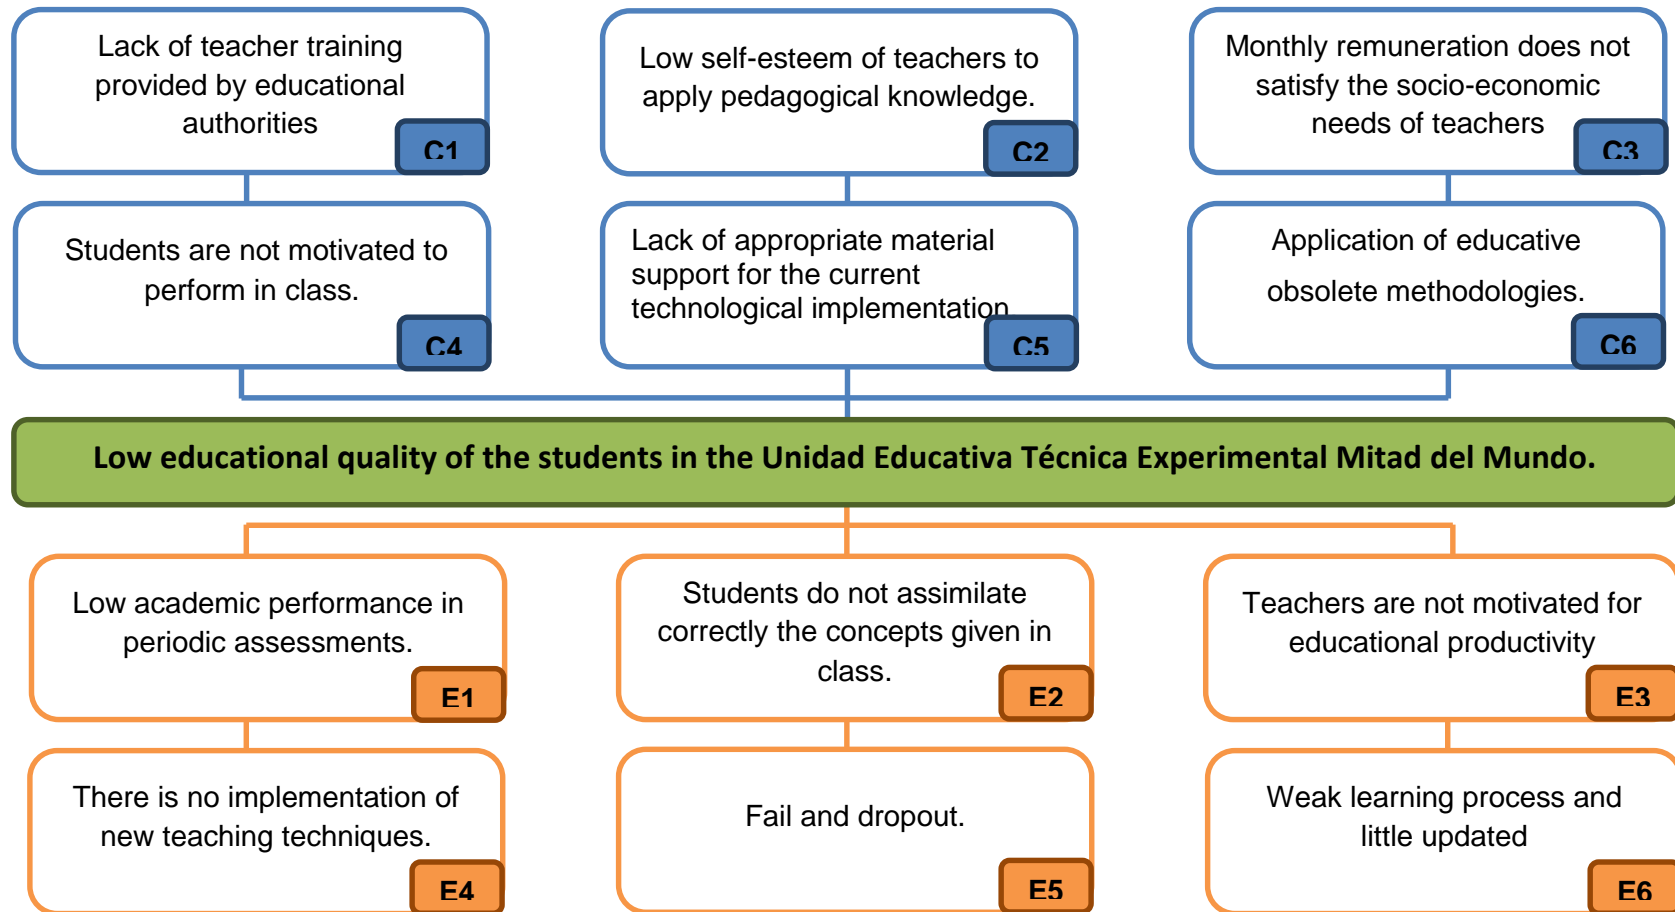 Lack of teacher training
provided by educational
authorities
C1
Low self-esteem of teachers to
apply pedagogical knowledge.
C2
Monthly remuneration does not
satisfy the socio-economic
needs of teachers
C3
Students are not motivated to
perform in class.
C4
Lack of appropriate material
support for the current
technological implementation
C5
Application of educative
obsolete methodologies.
C6
Low educational quality of the students in the Unidad Educativa Técnica Experimental Mitad del Mundo.
Low academic performance in
periodic assessments.
E1
Students do not assimilate
correctly the concepts given in
class.
E2
Teachers are not motivated for
educational productivity
E3
There is no implementation of
new teaching techniques.
E4
Fail and dropout.
E5
Weak learning process and
little updated
E6